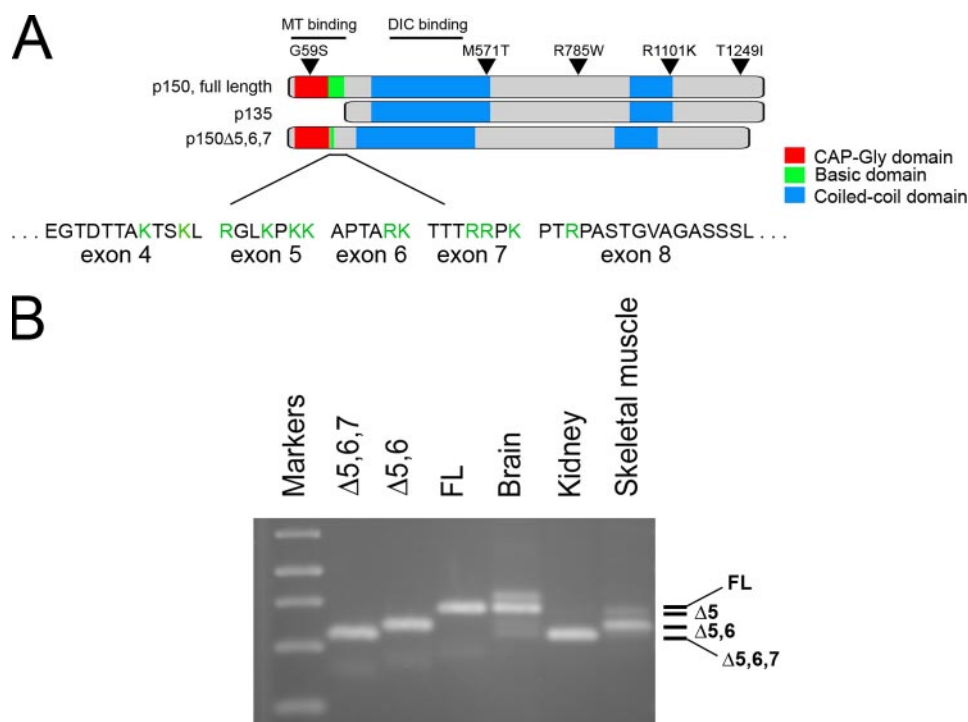 A
MT binding
DIC binding
G59S
M571T
R785W
R1101K
T1249I
p150, full length
p135
p150Δ5,6,7
CAP-Gly domain
Basic domain
Coiled-coil domain
. . . EGTDTTAKTSKL RGLKPKK APTARK TTTRRPK PTRPASTGVAGASSSL . . .
exon 4 exon 5 exon 6 exon 7 exon 8
B
Markers
Δ5,6,7
Δ5,6
FL
Brain
Kidney
Skeletal muscle
FL
Δ5
Δ5,6
Δ5,6,7